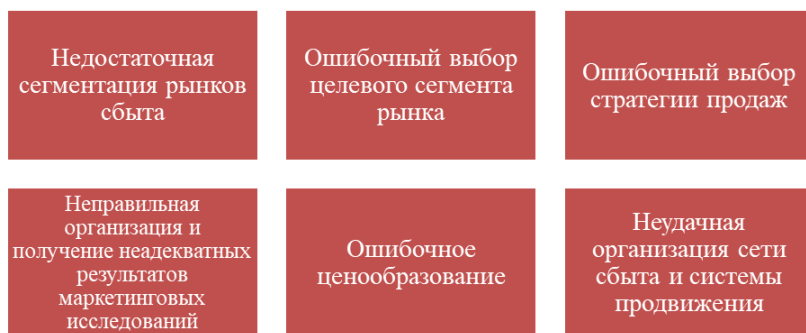 Недостаточная
сегментация рынков
сбыта
Ошибочный выбор
целевого сегмента
рынка
Ошибочный выбор
стратегии продаж
Неправильная
организация и
получение неадекватных
результатов
маркетинговых
исследований
Ошибочное
ценообразование
Неудачная
организация сети
сбыта и системы
продвижения